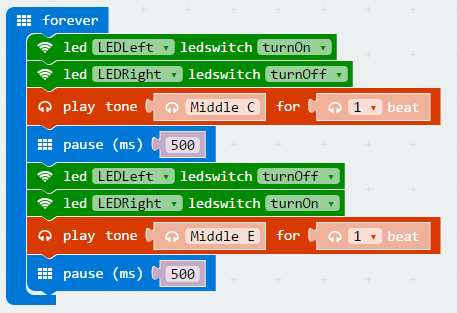 forever
led LEDLeft ledswitch turnOn
led LEDRight ledswitch turnOff
play tone Middle C for 1 beat
pause (ms) 500
led LEDLeft ledswitch turnOff
led LEDRight ledswitch turnOn
play tone Middle E for 1 beat
pause (ms) 500